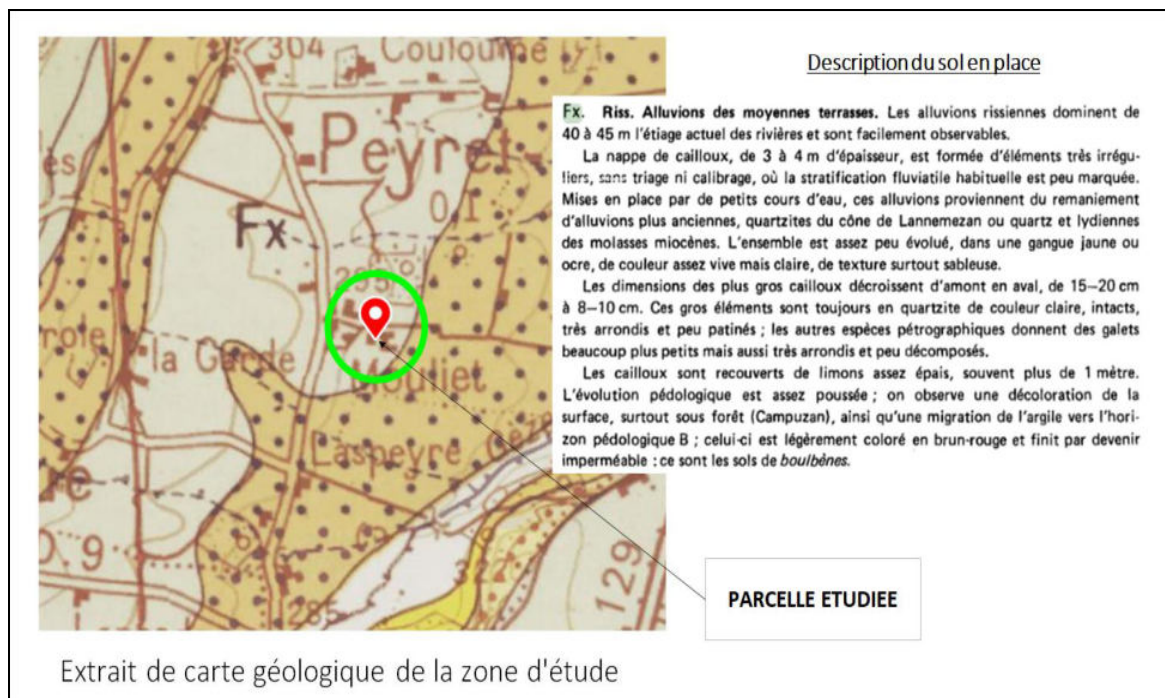 304
Couloumé
Peyret
0.1
Fx
295
la Garde
Mouliet
Laspeyre
0.9
322
285
129
Description du sol en place
Fx. Riss. Alluvions des moyennes terrasses. Les alluvions rissiennes dominent de
40 à 45 m l'étiage actuel des rivières et sont facilement observables.
La nappe de cailloux, de 3 à 4 m d'épaisseur, est formée d'éléments très irrégu-
liers, sans triage ni calibrage, où la stratification fluviatile habituelle est peu marquée.
Mises en place par de petits cours d'eau, ces alluvions proviennent du remaniement
d'alluvions plus anciennes, quartzites du cône de Lannemezan ou quartz et lydiennes
des molasses miocènes. L'ensemble est assez peu évolué, dans une gangue jaune ou
ocre, de couleur assez vive mais claire, de texture surtout sableuse.
Les dimensions des plus gros cailloux décroissent d'amont en aval, de 15–20 cm
à 8–10 cm. Ces gros éléments sont toujours en quartzite de couleur claire, intacts,
très arrondis et peu patinés ; les autres espèces pétrographiques donnent des galets
beaucoup plus petits mais aussi très arrondis et peu décomposés.
Les cailloux sont recouverts de limons assez épais, souvent plus de 1 mètre.
L'évolution pédologique est assez poussée ; on observe une décoloration de la
surface, surtout sous forêt (Campuzan), ainsi qu'une migration de l'argile vers l'hori-
zon pédologique B ; celui-ci est légèrement coloré en brun-rouge et finit par devenir
imperméable : ce sont les sols de boulbènes.
PARCELLE ETUDIEE
Extrait de carte géologique de la zone d'étude